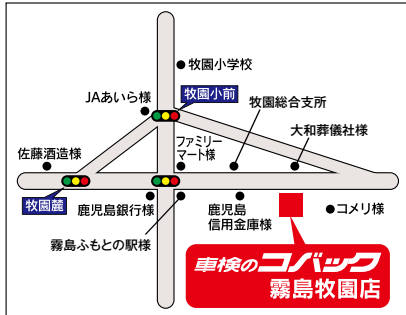 牧園小学校
JAあいら様
牧園小前
牧園総合支所
ファミリー
マート様
大和葬儀社様
佐藤酒造様
牧園麓
鹿児島銀行様
鹿児島
信用金庫様
コメリ様
霧島ふもとの駅様
車検のコバック
霧島牧園店